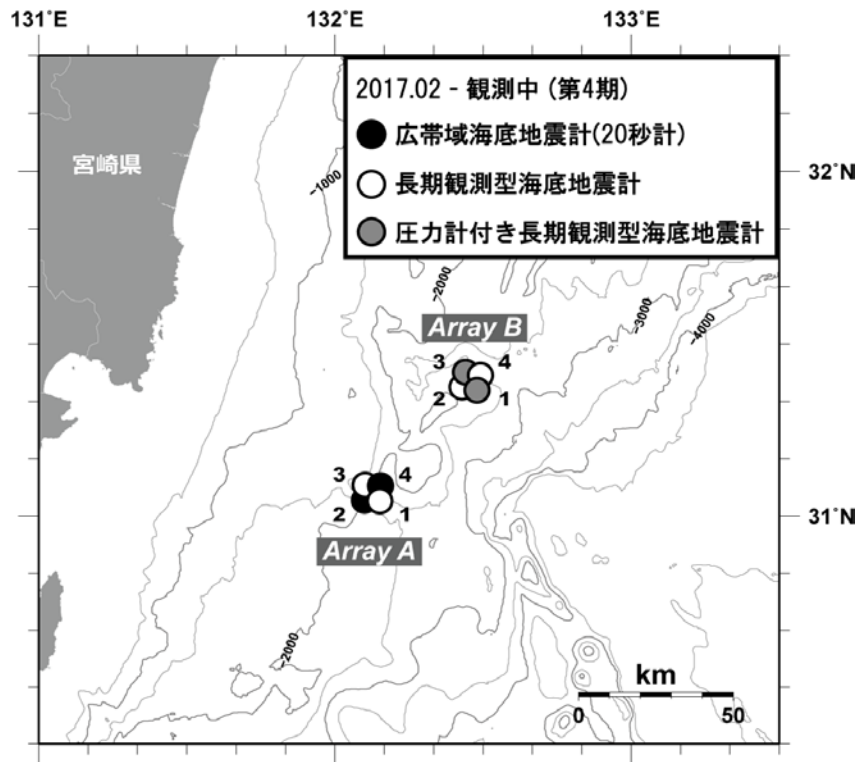 131°E
132°E
133°E
2017.02 - 観測中 (第4期)
広帯域海底地震計(20秒計)
長期観測型海底地震計
圧力計付き長期観測型海底地震計
宮崎県
32°N
-1000
-2000
-3000
-4000
Array B
3 4
2 1
3 4
2 1
31°N
Array A
-2000
km
0 50